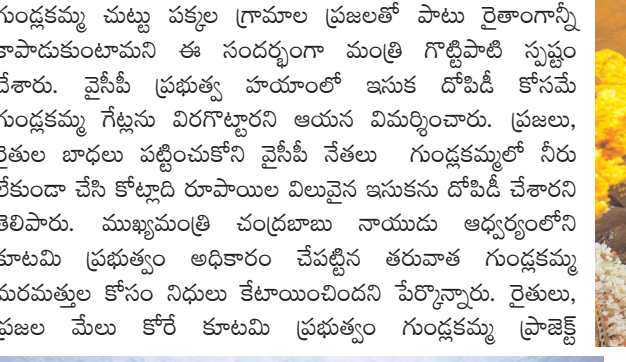 గుండ్లకమ్మ చుట్టు పక్కల గ్రామాల ప్రజలతో పాటు రైతాంగాన్నీ
కాపాడుకుంటామని ఈ సందర్భంగా మంత్రి గొట్టిపాటి స్పష్టం
చేశారు. వైసీపీ ప్రభుత్వ హయాంలో ఇసుక దోపిడీ కోసమే
గుండ్లకమ్మ గేట్లను విరగొట్టారని ఆయన విమర్శించారు. ప్రజలు,
రైతుల బాధలు పట్టించుకోని వైసీపీ నేతలు గుండ్లకమ్మలో నీరు
లేకుండా చేసి కోట్లాది రూపాయిల విలువైన ఇసుకను దోపిడీ చేశారని
తెలిపారు. ముఖ్యమంత్రి చంద్రబాబు నాయుడు ఆధ్వర్యంలోని
కూటమి ప్రభుత్వం అధికారం చేపట్టిన తరువాత గుండ్లకమ్మ
మరమత్తుల కోసం నిధులు కేటాయించిందని పేర్కొన్నారు. రైతులు,
ప్రజల మేలు కోరే కూటమి ప్రభుత్వం గుండ్లకమ్మ ప్రాజెక్ట్